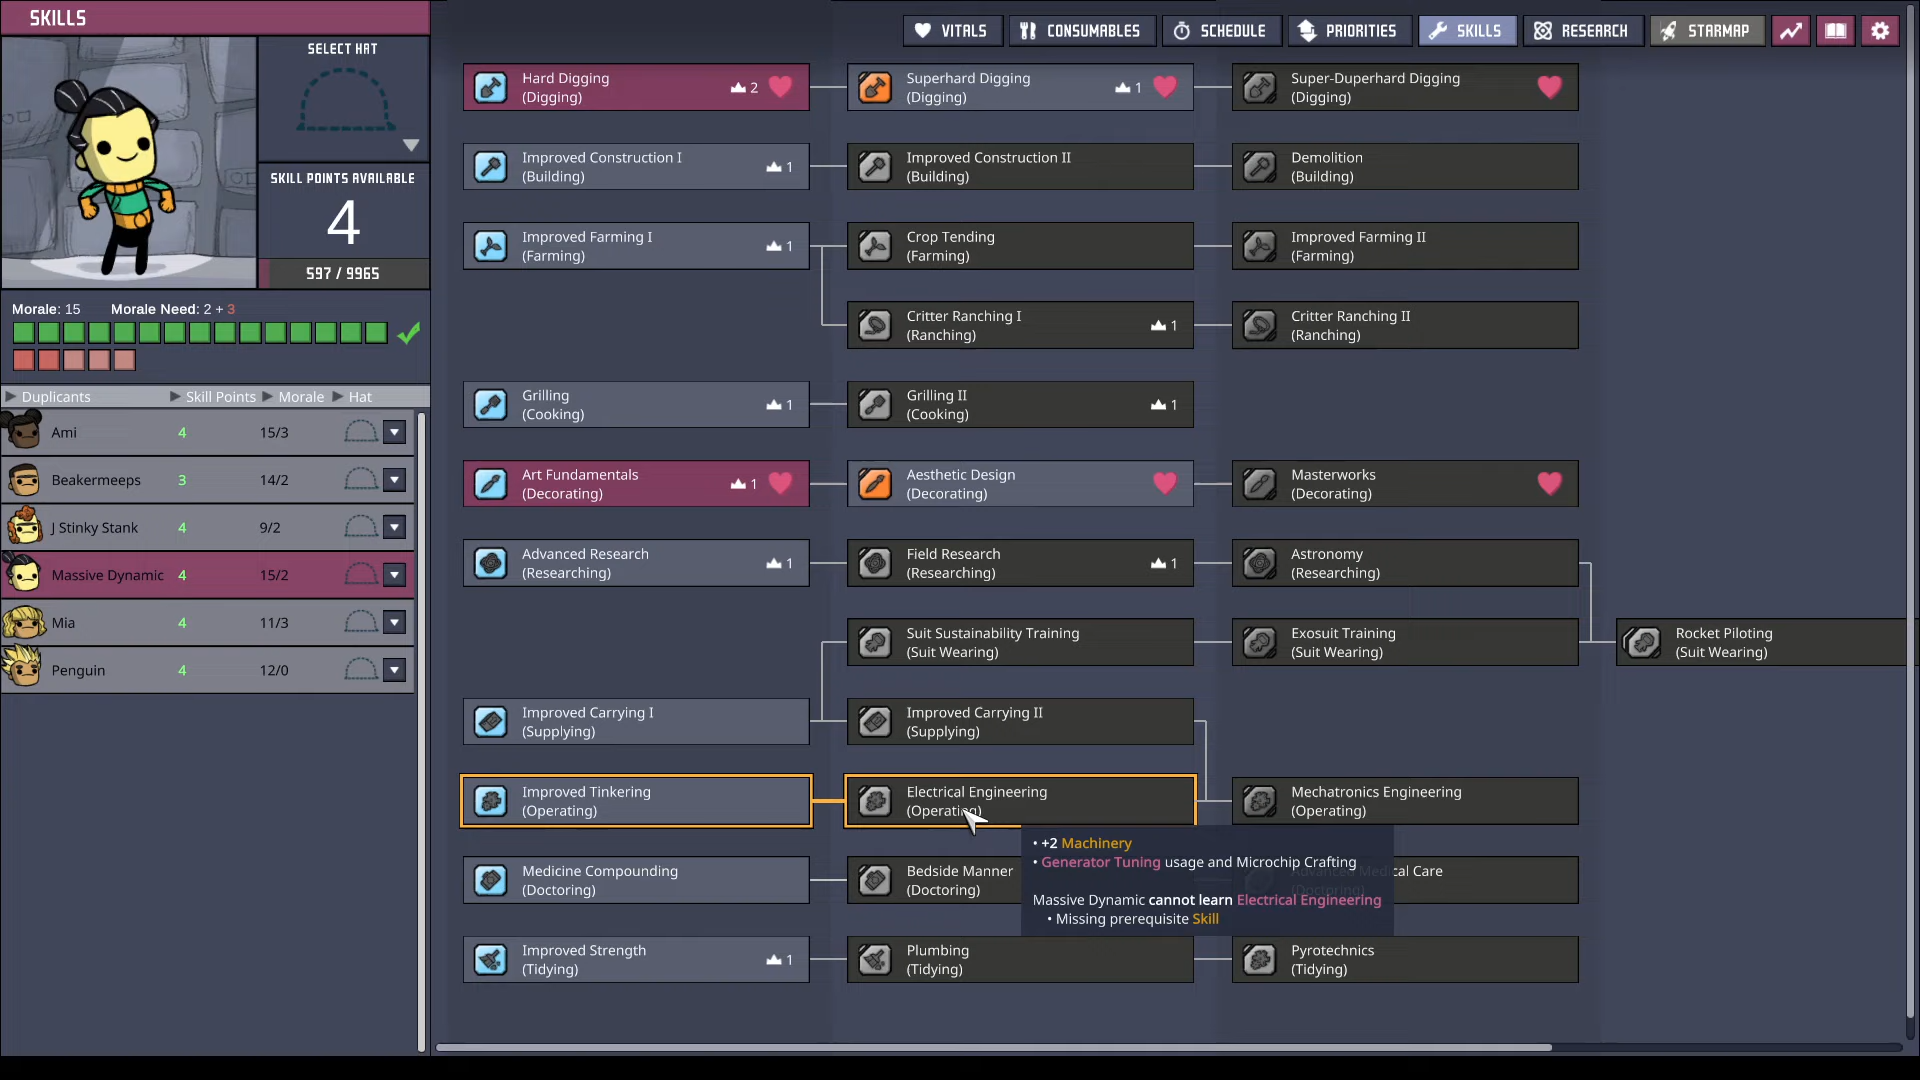 SKILLS
VITALS
CONSUMABLES
SCHEDULE
PRIORITIES
SKILLS
RESEARCH
STARMAP
SELECT HAT
SKILL POINTS AVAILABLE
4
597 / 9965
Morale: 15 Morale Need: 2 + 3
Duplicants Skill Points Morale Hat
Ami 4 15/3
Beakermeeps 3 14/2
J Stinky Stank 4 9/2
Massive Dynamic 4 15/2
Mia 4 11/3
Penguin 4 12/0
Hard Digging
(Digging)
2
Superhard Digging
(Digging)
1
Super-Duperhard Digging
(Digging)
Improved Construction I
(Building)
1
Improved Construction II
(Building)
Demolition
(Building)
Improved Farming I
(Farming)
1
Crop Tending
(Farming)
Improved Farming II
(Farming)
Critter Ranching I
(Ranching)
1
Critter Ranching II
(Ranching)
Grilling
(Cooking)
1
Grilling II
(Cooking)
1
Art Fundamentals
(Decorating)
1
Aesthetic Design
(Decorating)
Masterworks
(Decorating)
Advanced Research
(Researching)
1
Field Research
(Researching)
1
Astronomy
(Researching)
Suit Sustainability Training
(Suit Wearing)
Exosuit Training
(Suit Wearing)
Rocket Piloting
(Suit Wearing)
Improved Carrying I
(Supplying)
Improved Carrying II
(Supplying)
Improved Tinkering
(Operating)
Electrical Engineering
(Operating)
Mechatronics Engineering
(Operating)
• +2 Machinery
• Generator Tuning usage and Microchip Crafting
Massive Dynamic cannot learn Electrical Engineering
• Missing prerequisite Skill
Medicine Compounding
(Doctoring)
Bedside Manner
(Doctoring)
Advanced Medical Care
(Doctoring)
Improved Strength
(Tidying)
1
Plumbing
(Tidying)
Pyrotechnics
(Tidying)